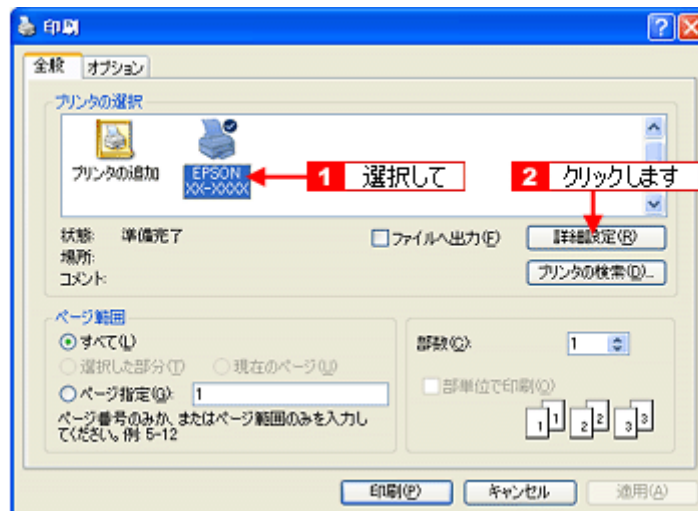 印刷
全般 オプション
プリンタの選択
プリンタの追加
EPSON
XX-XXXX
1 選択して
2 クリックします
状態: 準備完了
場所:
コメント:
ファイルへ出力(F)
詳細設定(R)
プリンタの検索(D)...
ページ範囲
すべて(L)
選択した部分(T) 現在のページ(U)
ページ指定(G): 1
ページ番号のみか、またはページ範囲のみを入力し
てください。例 5-12
部数(C): 1
部単位で印刷(O)
1 1 2 2 3 3
印刷(P) キャンセル 適用(A)